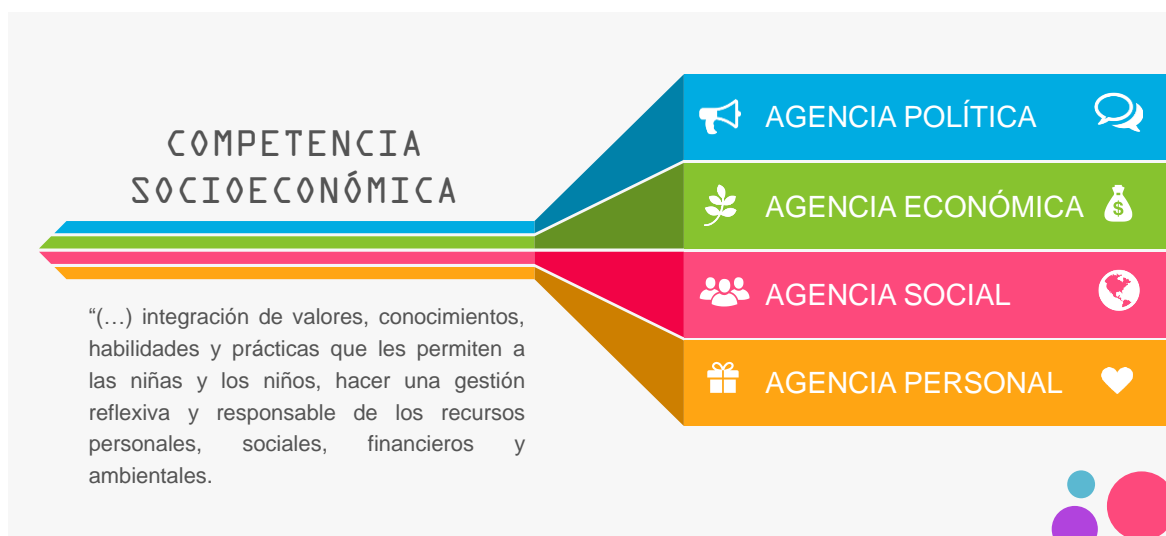 COMPETENCIA
SOCIOECONÓMICA
“(…) integración de valores, conocimientos,
habilidades y prácticas que les permiten a
las niñas y los niños, hacer una gestión
reflexiva y responsable de los recursos
personales, sociales, financieros y
ambientales.
AGENCIA POLÍTICA
AGENCIA ECONÓMICA
$
AGENCIA SOCIAL
AGENCIA PERSONAL